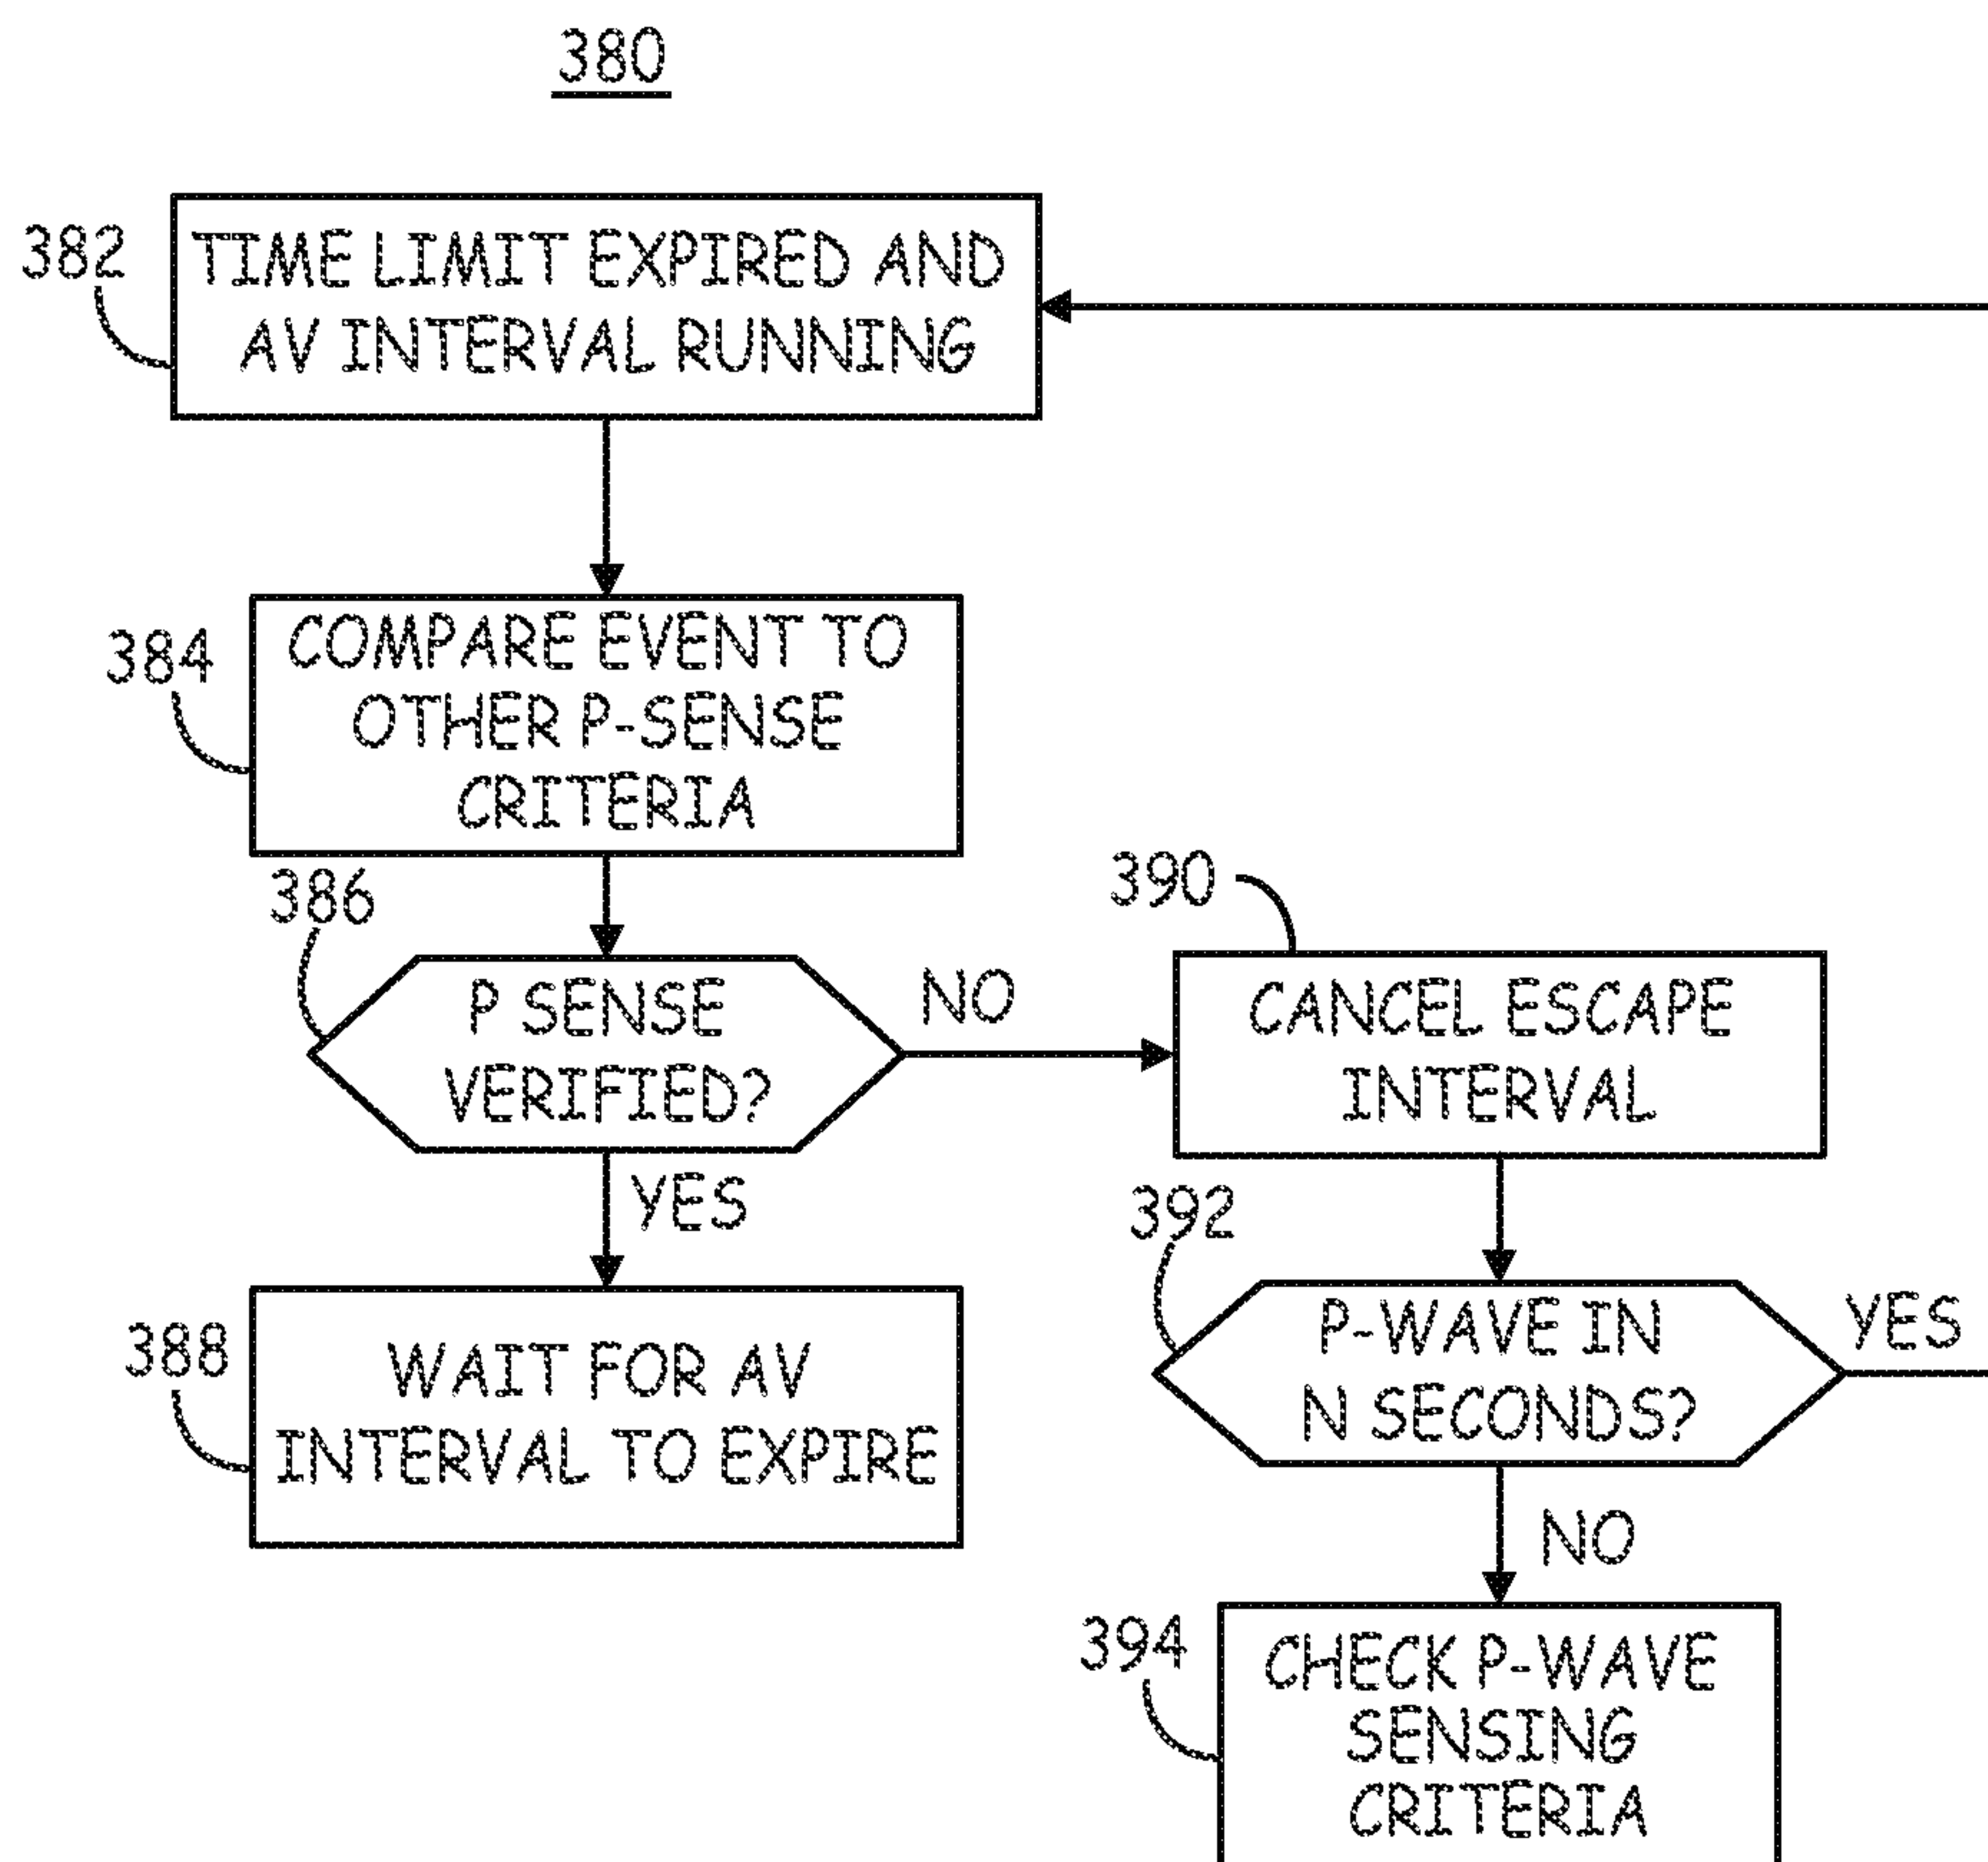 380
382
TIME LIMIT EXPIRED AND
AV INTERVAL RUNNING
384
COMPARE EVENT TO
OTHER P-SENSE
CRITERIA
386
P SENSE
VERIFIED?
NO
YES
388
WAIT FOR AV
INTERVAL TO EXPIRE
390
CANCEL ESCAPE
INTERVAL
392
P-WAVE IN
N SECONDS?
YES
NO
394
CHECK P-WAVE
SENSING
CRITERIA